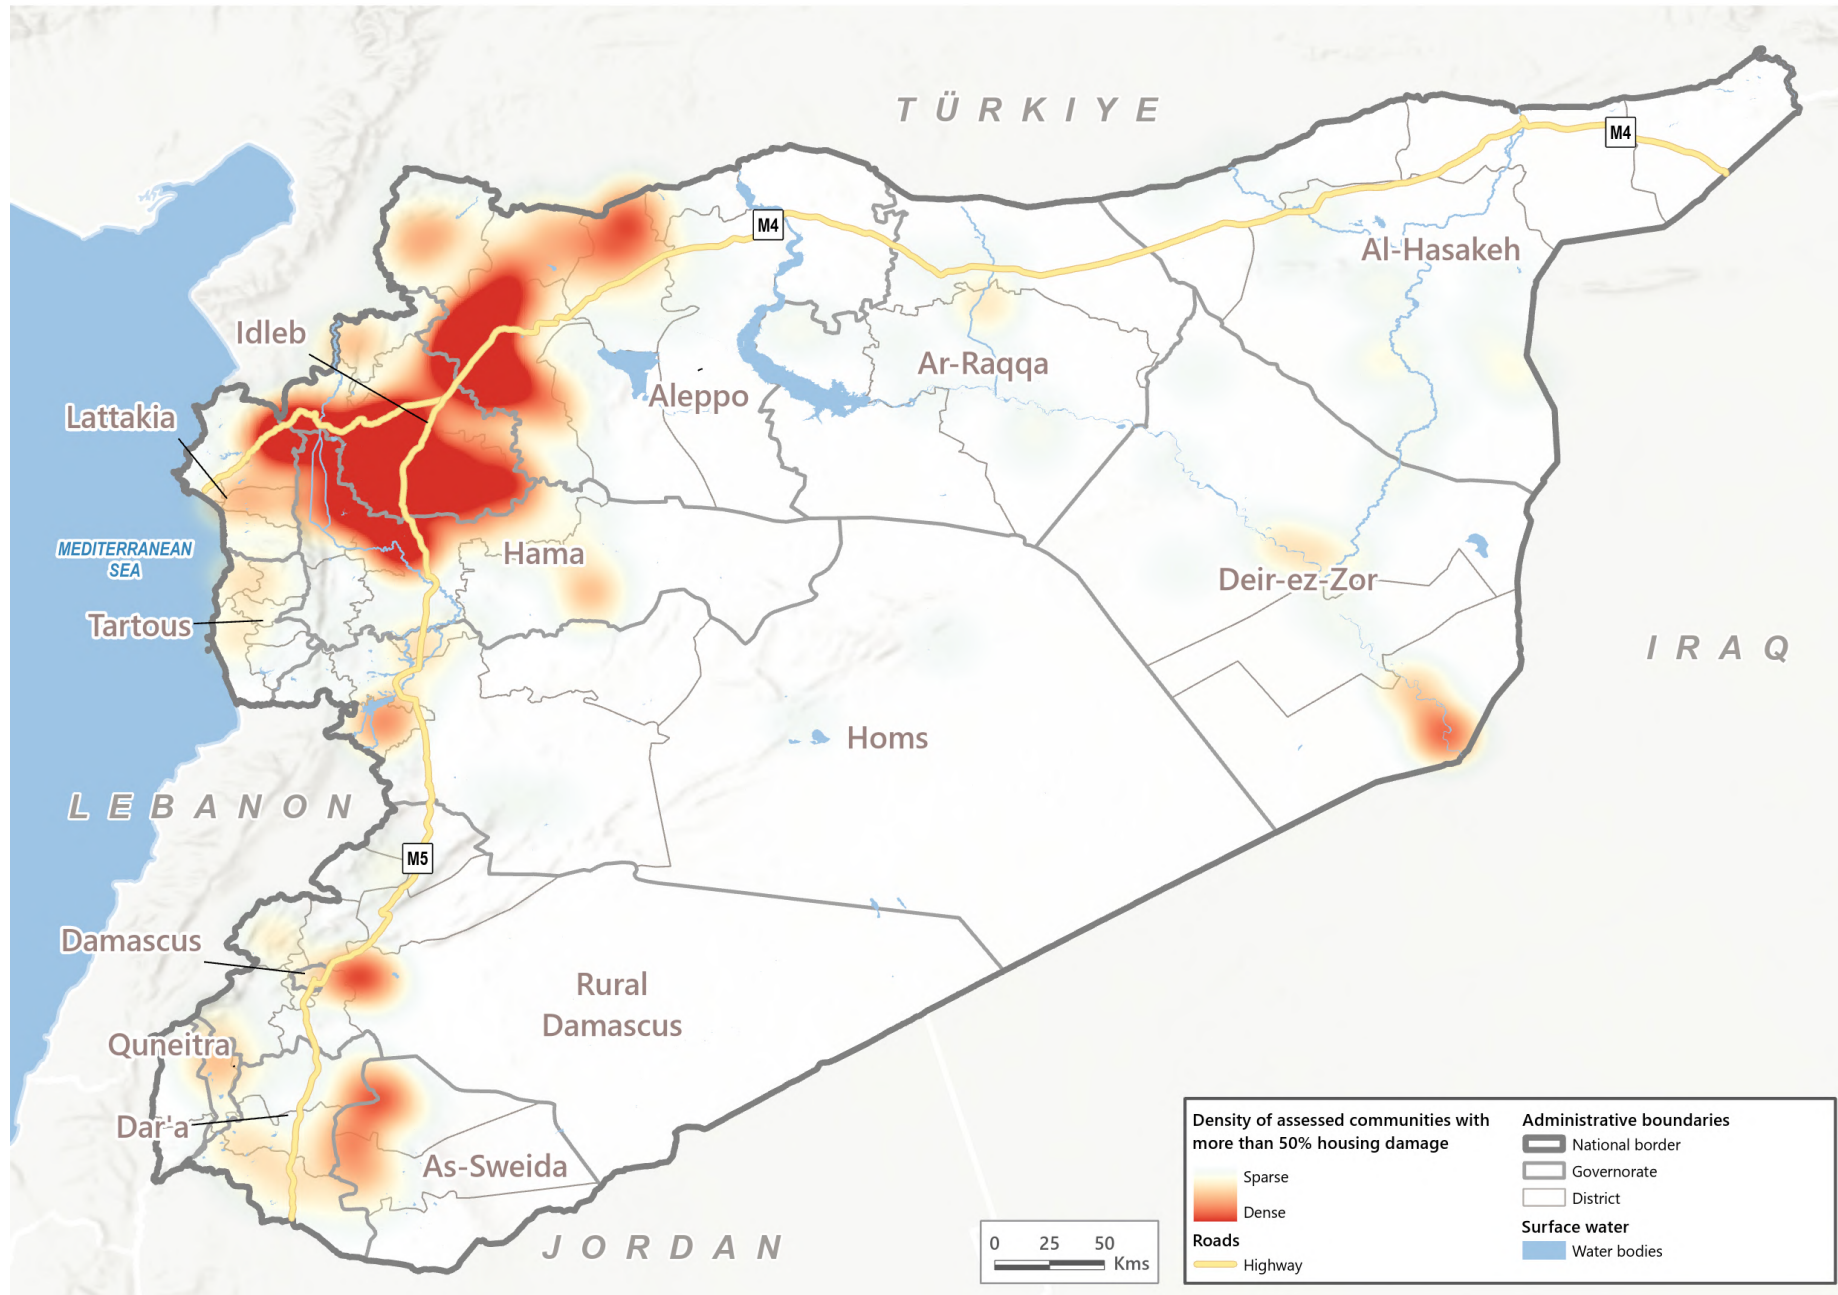 TÜRKIYE
M4
M4
Al-Hasakeh
Idleb
Ar-Raqqa
Aleppo
Lattakia
MEDITERRANEAN
SEA
Hama
Deir-ez-Zor
Tartous
IRAQ
Homs
LEBANON
M5
Damascus
Rural
Damascus
Quneitra
Dar'a
As-Sweida
JORDAN
0 25 50
Kms
Density of assessed communities with
more than 50% housing damage
Sparse
Dense
Roads
Highway
Administrative boundaries
National border
Governorate
District
Surface water
Water bodies